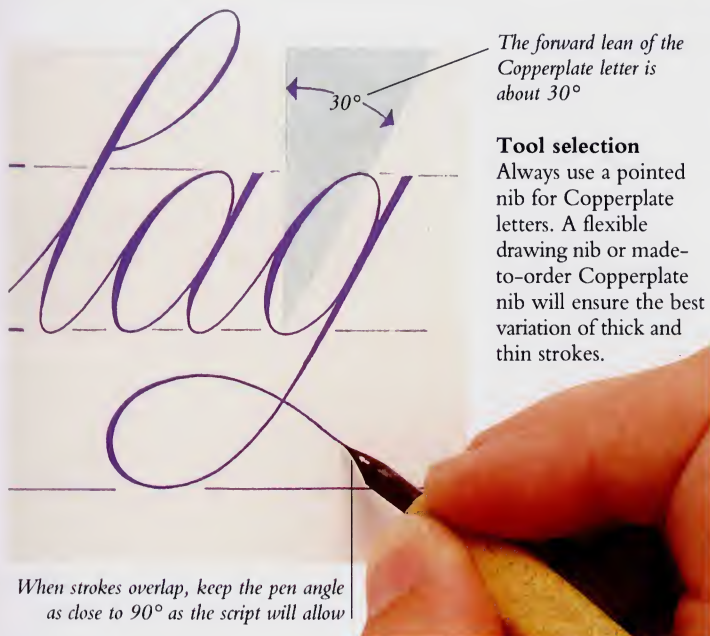 lag
30°
The forward lean of the
Copperplate letter is
about 30°
Tool selection
Always use a pointed
nib for Copperplate
letters. A flexible
drawing nib or made-
to-order Copperplate
nib will ensure the best
variation of thick and
thin strokes.
When strokes overlap, keep the pen angle
as close to 90° as the script will allow